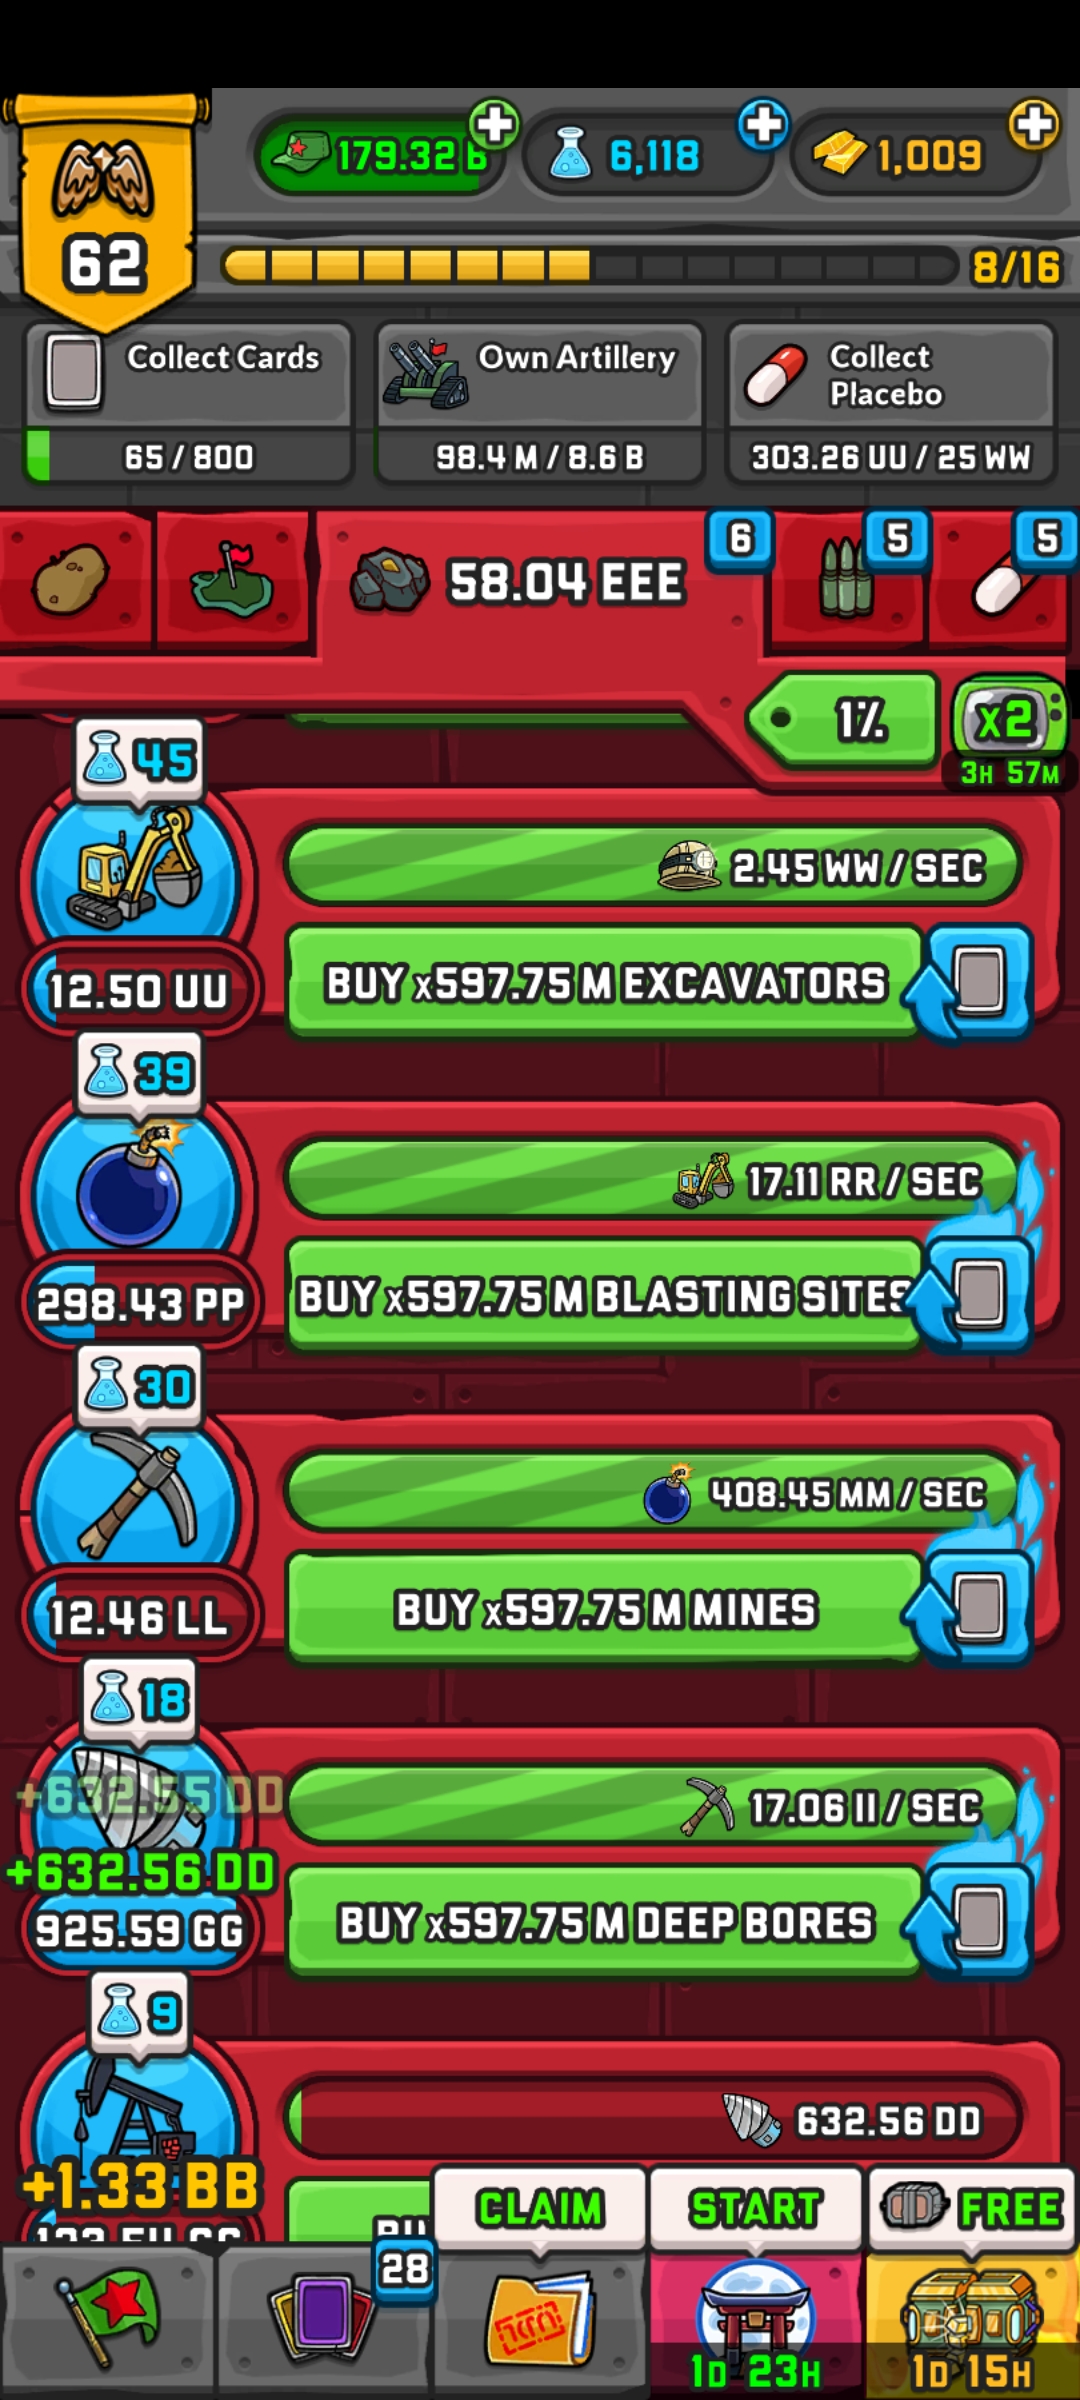 179.32 B
6,118
1,009
62
8/16
Collect Cards
65 / 800
Own Artillery
98.4 M / 8.6 B
Collect
Placebo
303.26 UU / 25 WW
58.04 EEE
6
5
5
1%
x2
3H 57M
45
2.45 WW / SEC
12.50 UU
BUY x597.75 M EXCAVATORS
39
17.11 RR / SEC
298.43 PP
BUY x597.75 M BLASTING SITES
30
408.45 MM / SEC
12.46 LL
BUY x597.75 M MINES
18
+632.55 DD
17.06 II / SEC
+632.56 DD
925.59 GG
BUY x597.75 M DEEP BORES
9
632.56 DD
+1.33 BB
CLAIM
START
FREE
28
1D 23H
1D 15H